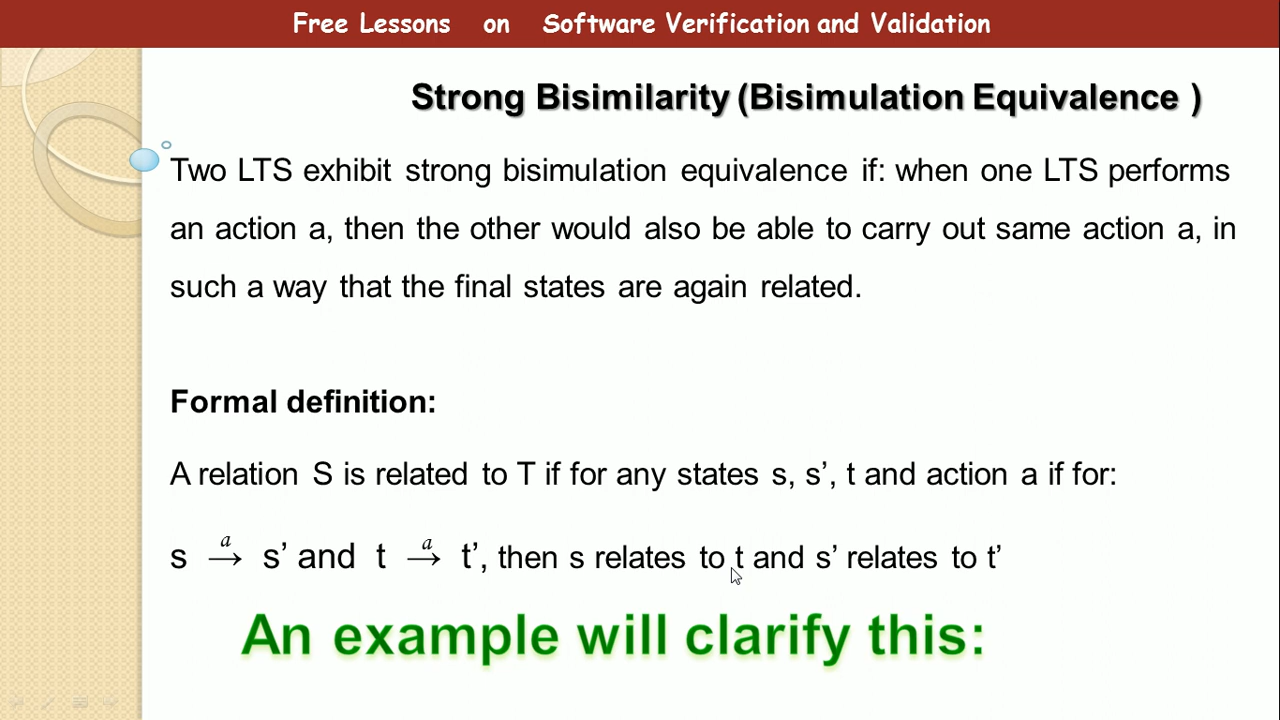 Free Lessons on Software Verification and Validation
Strong Bisimilarity (Bisimulation Equivalence )
Two LTS exhibit strong bisimulation equivalence if: when one LTS performs
an action a, then the other would also be able to carry out same action a, in
such a way that the final states are again related.
Formal definition:
A relation S is related to T if for any states s, s’, t and action a if for:
s →ᵃ s’ and t →ᵃ t’, then s relates to t and s’ relates to t’
An example will clarify this: